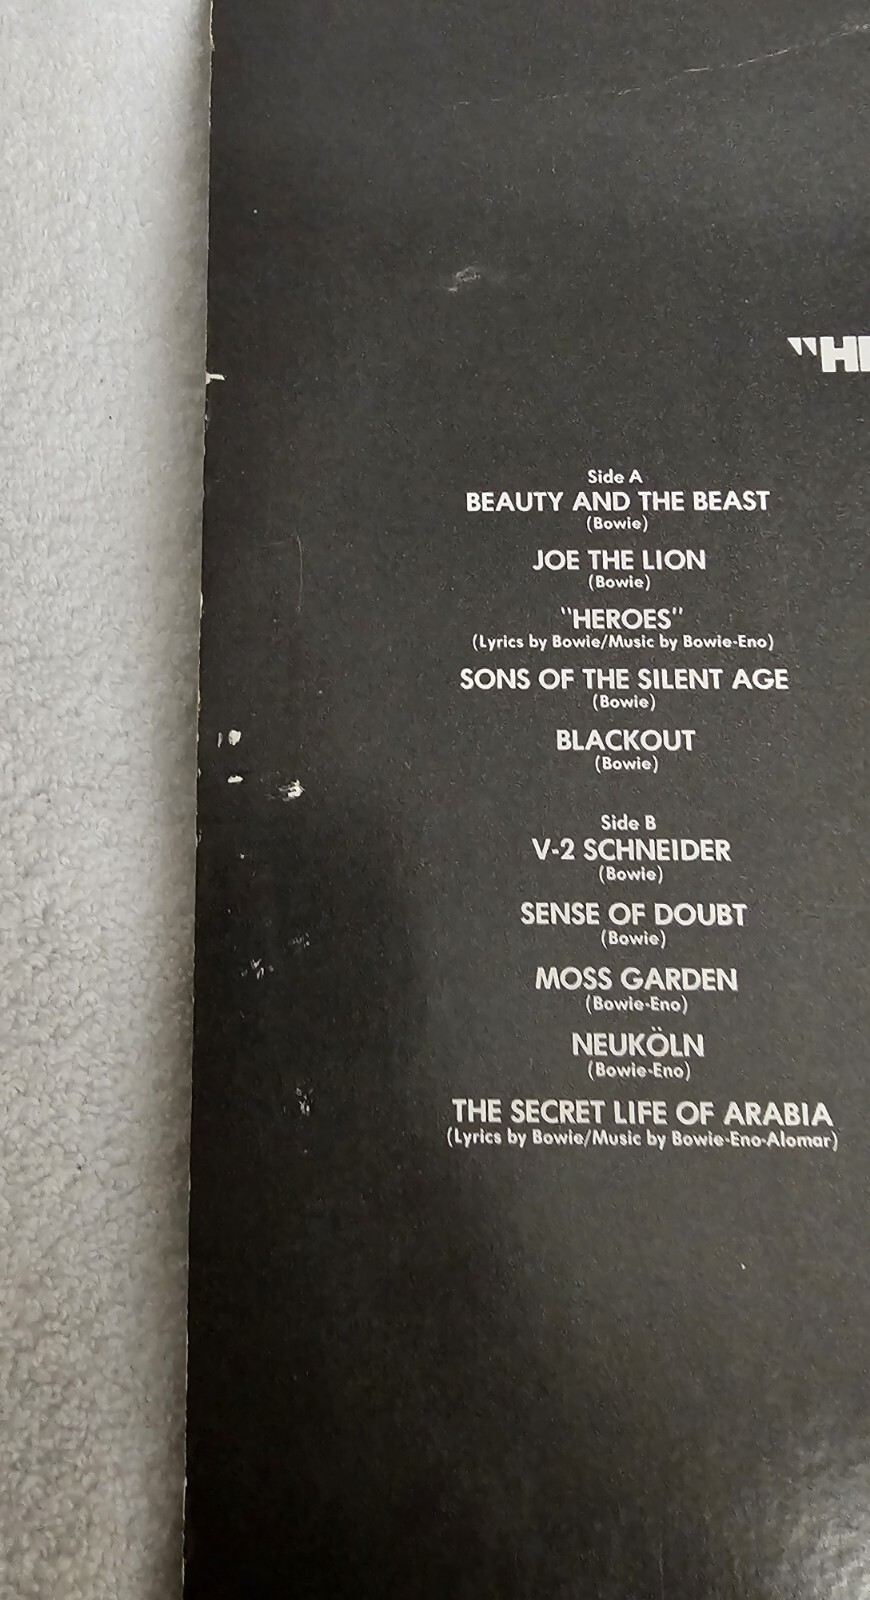 "HE
Side A
BEAUTY AND THE BEAST
(Bowie)
JOE THE LION
(Bowie)
"HEROES"
(Lyrics by Bowie/Music by Bowie-Eno)
SONS OF THE SILENT AGE
(Bowie)
BLACKOUT
(Bowie)
Side B
V-2 SCHNEIDER
(Bowie)
SENSE OF DOUBT
(Bowie)
MOSS GARDEN
(Bowie-Eno)
NEUKÖLN
(Bowie-Eno)
THE SECRET LIFE OF ARABIA
(Lyrics by Bowie/Music by Bowie-Eno-Alomar)